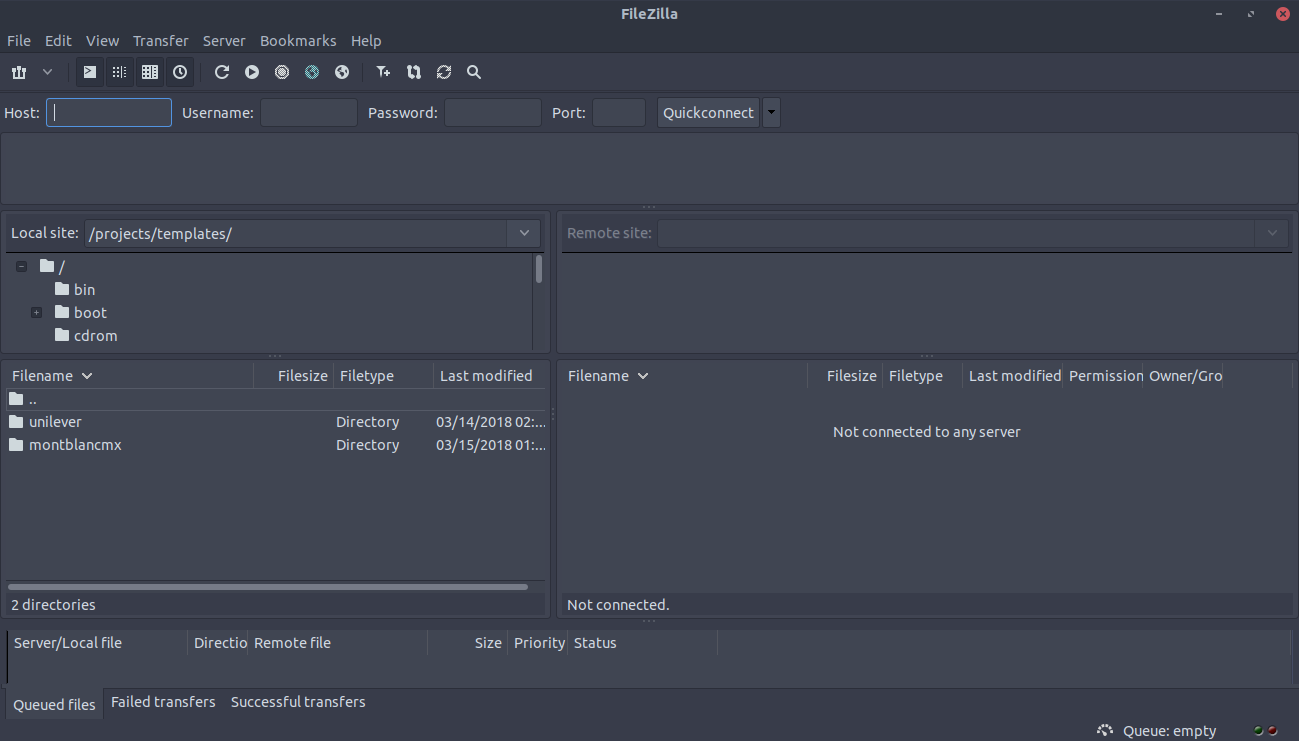 FileZilla
File Edit View Transfer Server Bookmarks Help
Host: Username: Password: Port: Quickconnect
Local site: /projects/templates/
/
bin
boot
cdrom
Remote site:
Filename Filesize Filetype Last modified
..
unilever Directory 03/14/2018 02:...
montblancmx Directory 03/15/2018 01:...
2 directories
Filename Filesize Filetype Last modified Permission Owner/Gro
Not connected to any server
Not connected.
Server/Local file Directio Remote file Size Priority Status
Queued files Failed transfers Successful transfers
Queue: empty